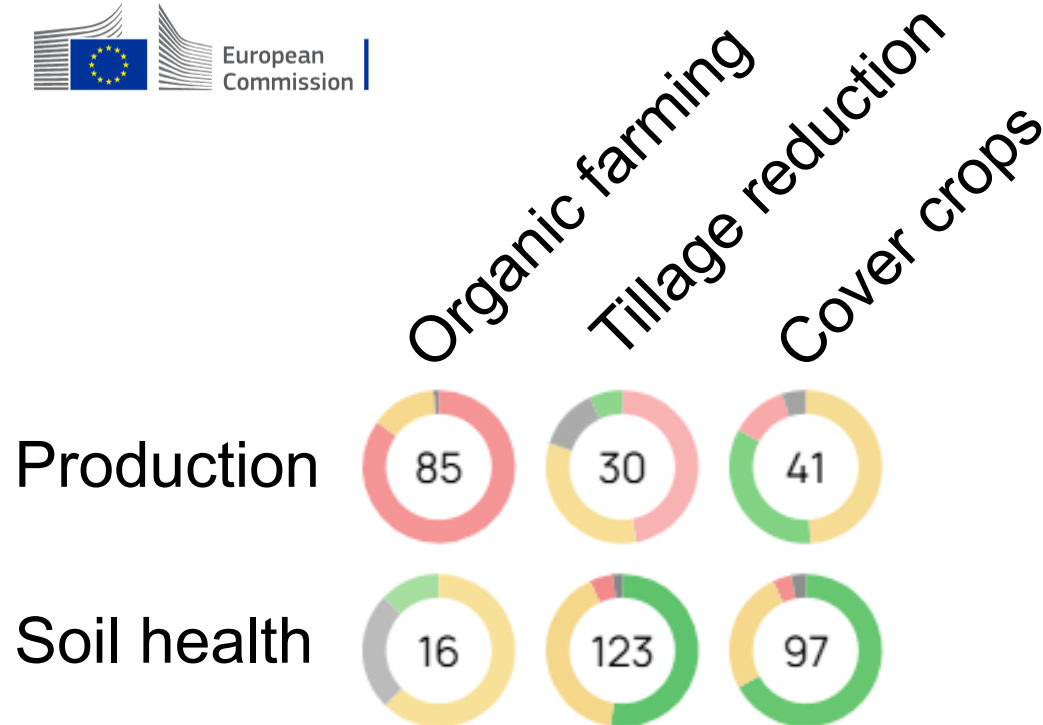 European
Commission
Organic farming
Tillage reduction
Cover crops
Production
85
30
41
Soil health
16
123
97